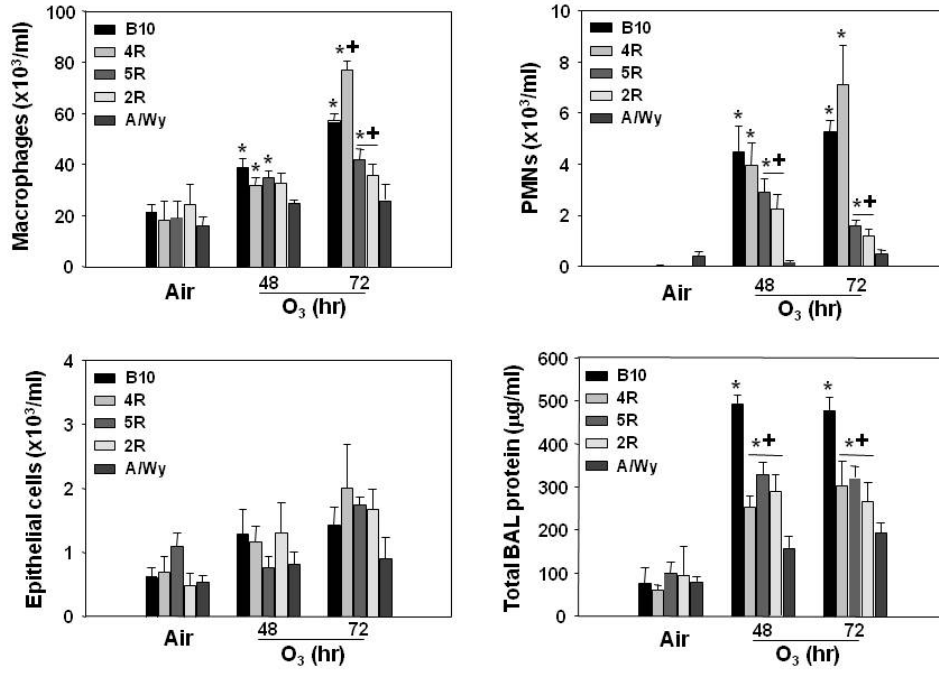 Macrophages (x10³/ml)
100
80
60
40
20
0
B10
4R
5R
2R
A/Wy
*
*
*
*
*+
*+
Air
48
72
O₃ (hr)
PMNs (x10³/ml)
10
8
6
4
2
0
B10
4R
5R
2R
A/Wy
*
*
*+
*
*
*+
Air
48
72
O₃ (hr)
Epithelial cells (x10³/ml)
4
3
2
1
0
B10
4R
5R
2R
A/Wy
Air
48
72
O₃ (hr)
Total BAL protein (µg/ml)
600
500
400
300
200
100
0
B10
4R
5R
2R
A/Wy
*
*+
*
*+
Air
48
72
O₃ (hr)